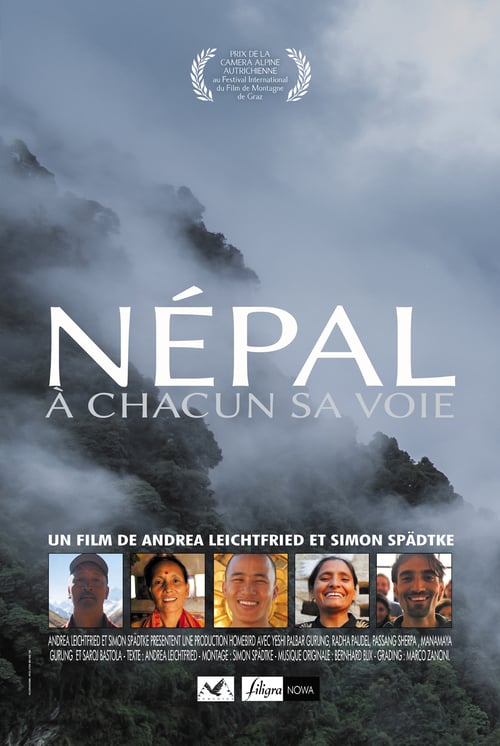 PRIX DE LA
CAMERA ALPINE
AUTRICHIENNE
au Festival International
du Film de Montagne
de Graz
NÉPAL
À CHACUN SA VOIE
UN FILM DE ANDREA LEICHTFRIED ET SIMON SPÄDTKE
ANDREA LEICHTFRIED ET SIMON SPÄDTKE PRESENTENT UNE PRODUCTION HOMEBIRD AVEC YESHI PALBAR GURUNG, RADHA PAUDEL, PASSANG SHERPA , MANAMAYA
GURUNG ET SAROJ BASTOLA - TEXTE : ANDREA LEICHTFRIED - MONTAGE : SIMON SPÄDTKE - MUSIQUE ORIGINALE : BERNHARD BLIX - GRADING : MARCO ZANONI.
filigra NOWA